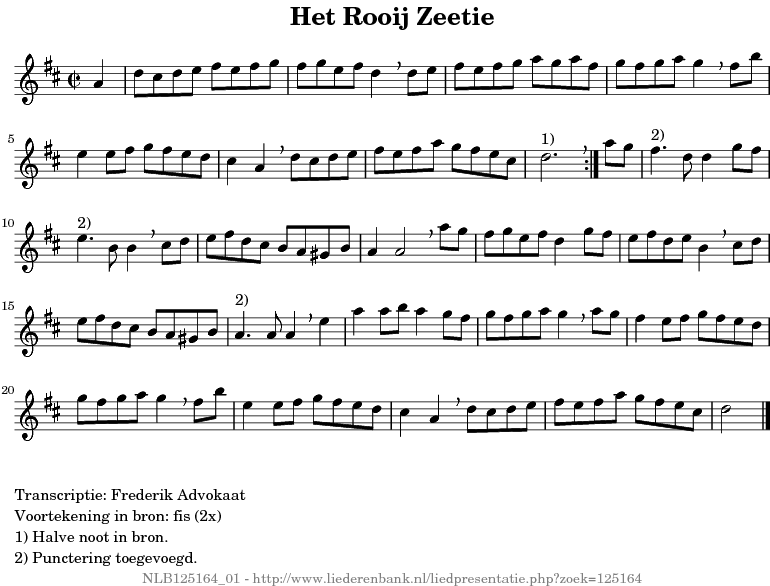 Het Rooij Zeetie
1)
2)
5
2)
10
2)
15
20
Transcriptie: Frederik Advokaat
Voortekening in bron: fis (2x)
1) Halve noot in bron.
2) Punctering toegevoegd.
NLB125164_01 - http://www.liederenbank.nl/liedpresentatie.php?zoek=125164